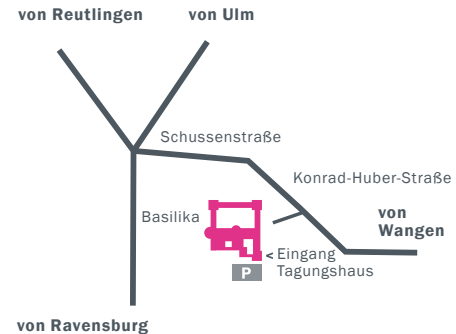 von Reutlingen
von Ulm
Schussenstraße
Konrad-Huber-Straße
Basilika
von
Wangen
< Eingang
Tagungshaus
P
von Ravensburg